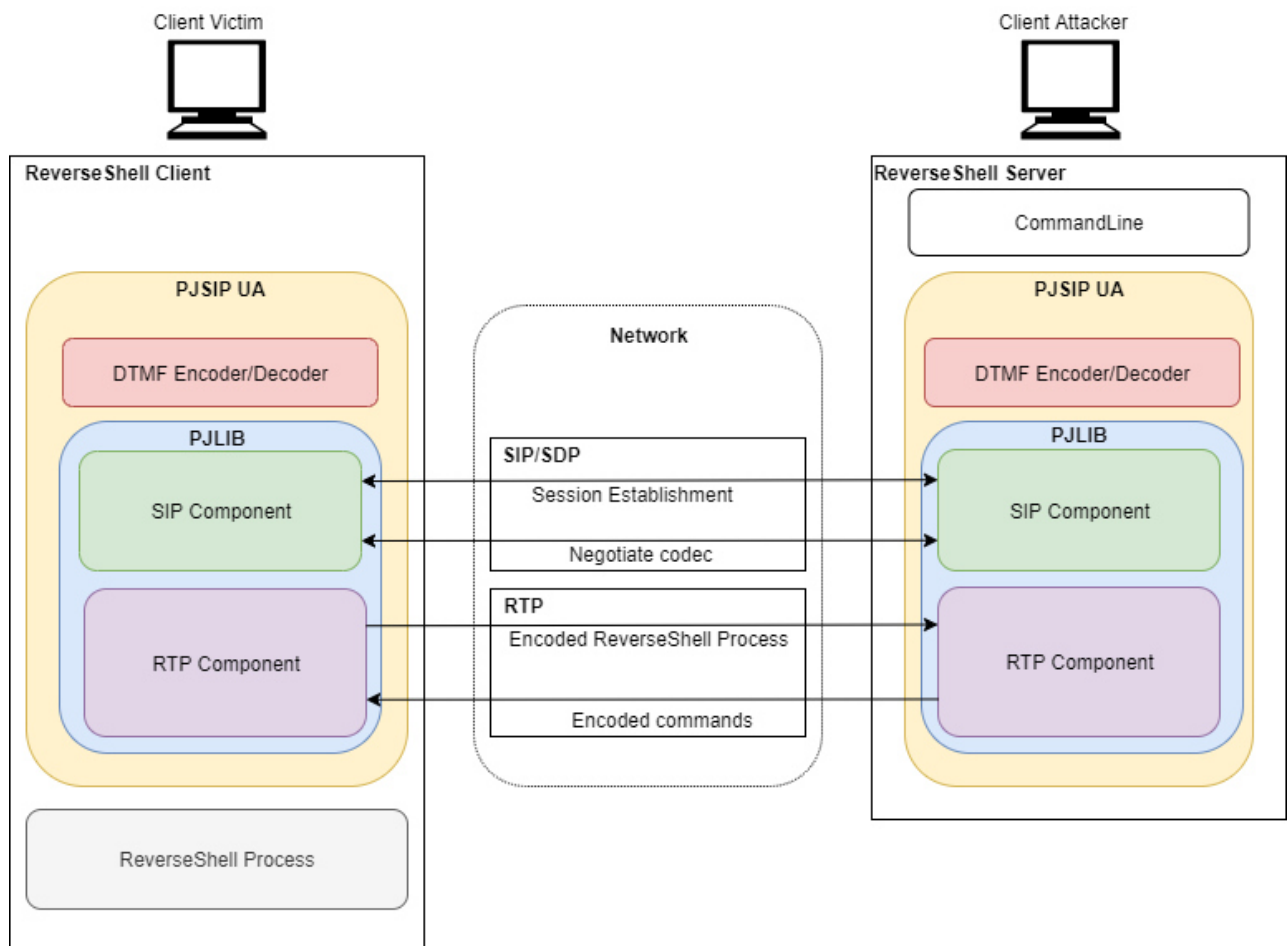 Client Victim
Client Attacker
ReverseShell Client
ReverseShell Server
CommandLine
PJSIP UA
PJSIP UA
Network
DTMF Encoder/Decoder
DTMF Encoder/Decoder
PJLIB
PJLIB
SIP/SDP
Session Establishment
SIP Component
SIP Component
Negotiate codec
RTP
Encoded ReverseShell Process
RTP Component
RTP Component
Encoded commands
ReverseShell Process